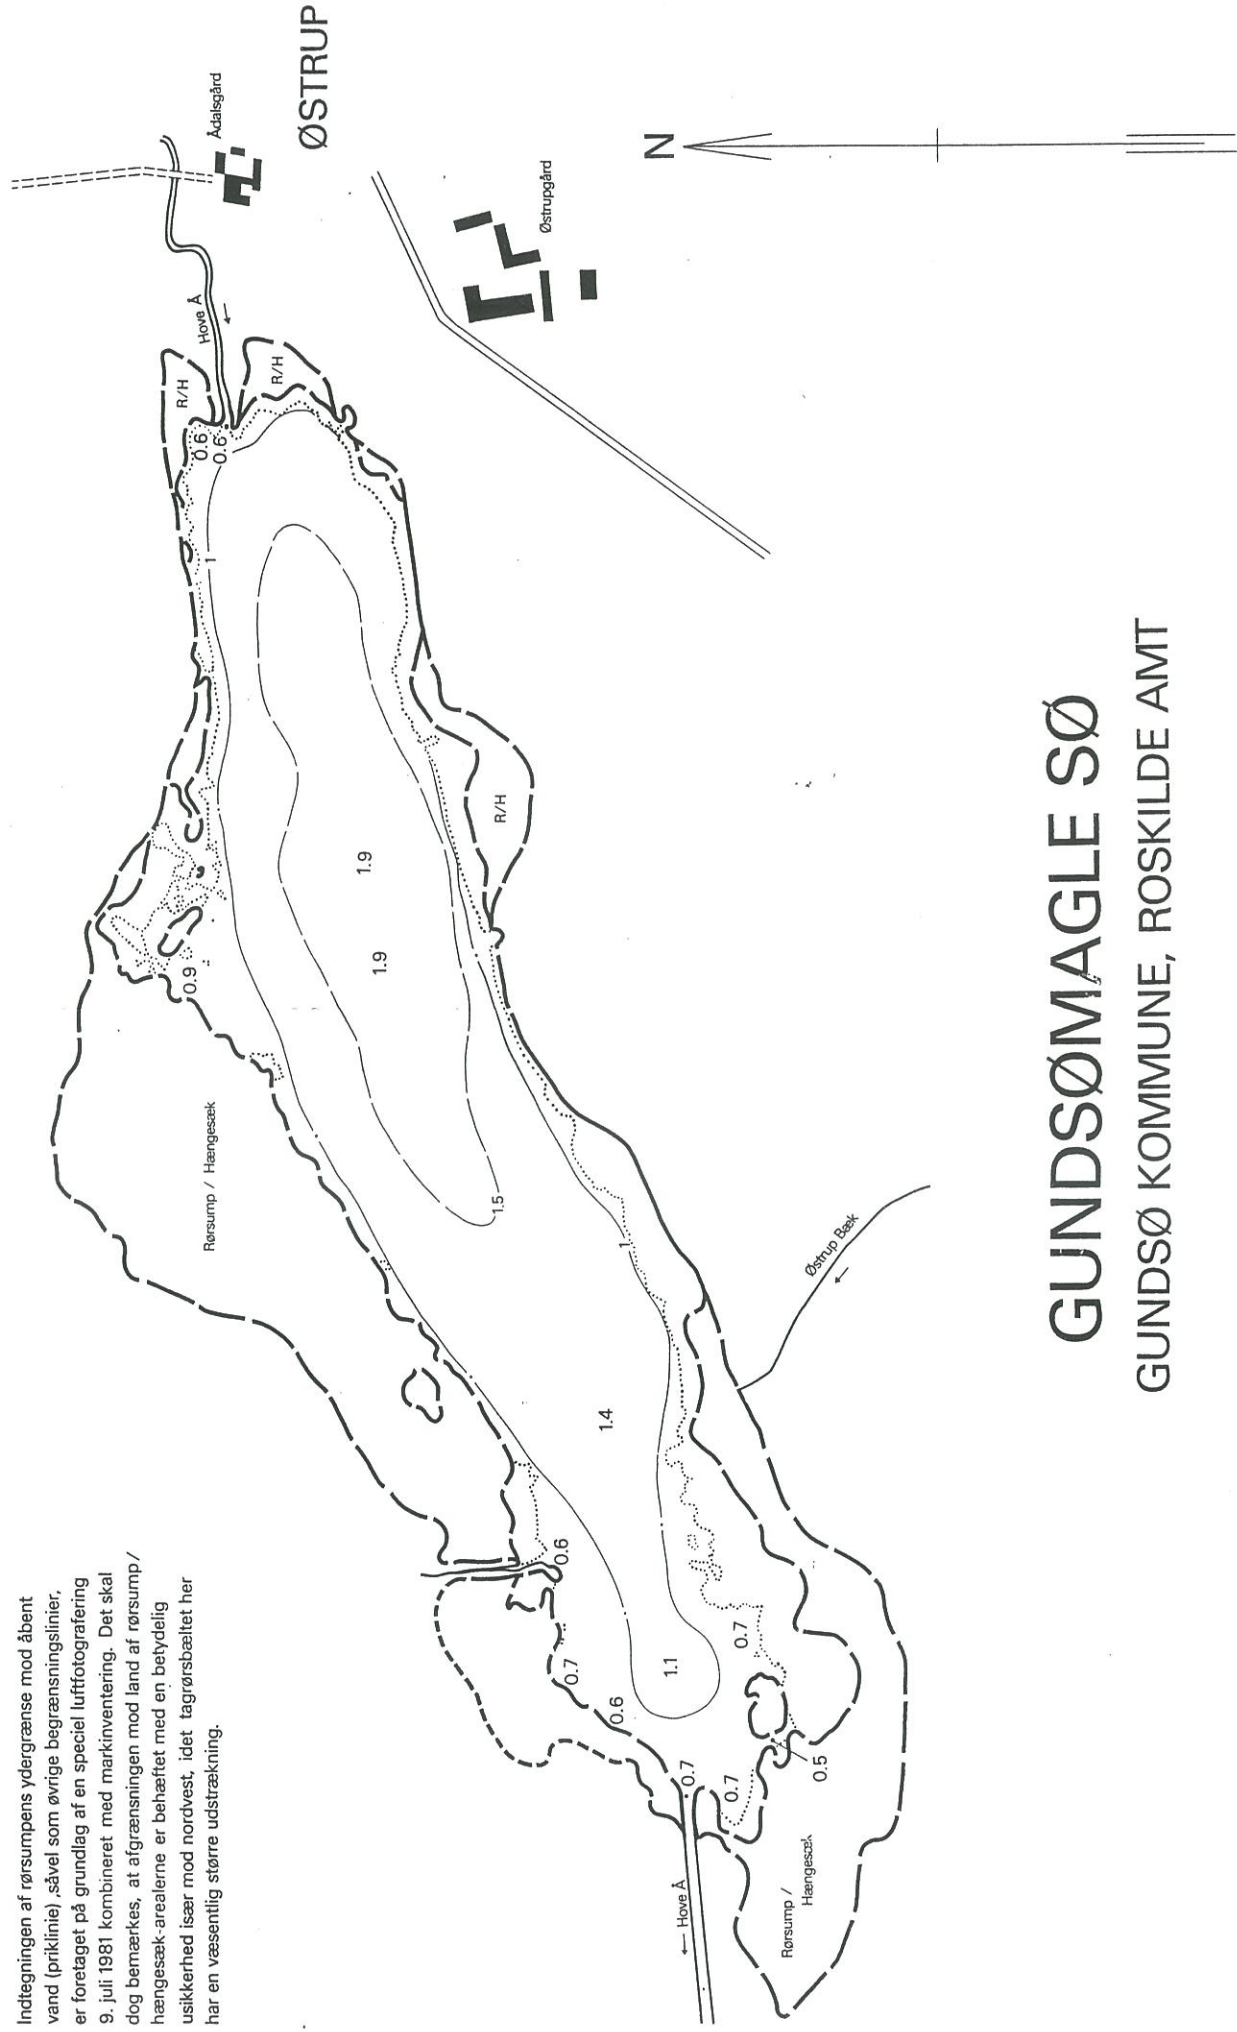 Indtegningen af rørsumpens ydergrænse mod åbent
vand (priklinie) ,såvel som øvrige begrænsningslinier,
er foretaget på grundlag af en speciel luftfotografering
9. juli 1981 kombineret med markinventering. Det skal
dog bemærkes, at afgrænsningen mod land af rørsump/
hængesæk-arealerne er behæftet med en betydelig
usikkerhed især mod nordvest, idet tagrørsbæltet her
har en væsentlig større udstrækning.
Rørsump / Hængesæk
0.9
1
R/H
0.6
0.6
Hove Å
Ådalsgård
ØSTRUP
R/H
1.9
1.9
1.5
R/H
Østrupgård
N
1.4
1
0.6
0.7
0.6
1.1
0.7
0.7
0.7
0.5
Hove Å
Rørsump /
Hængesæk
Østrup Bæk
GUNDSØMAGLE SØ
GUNDSØ KOMMUNE, ROSKILDE AMT